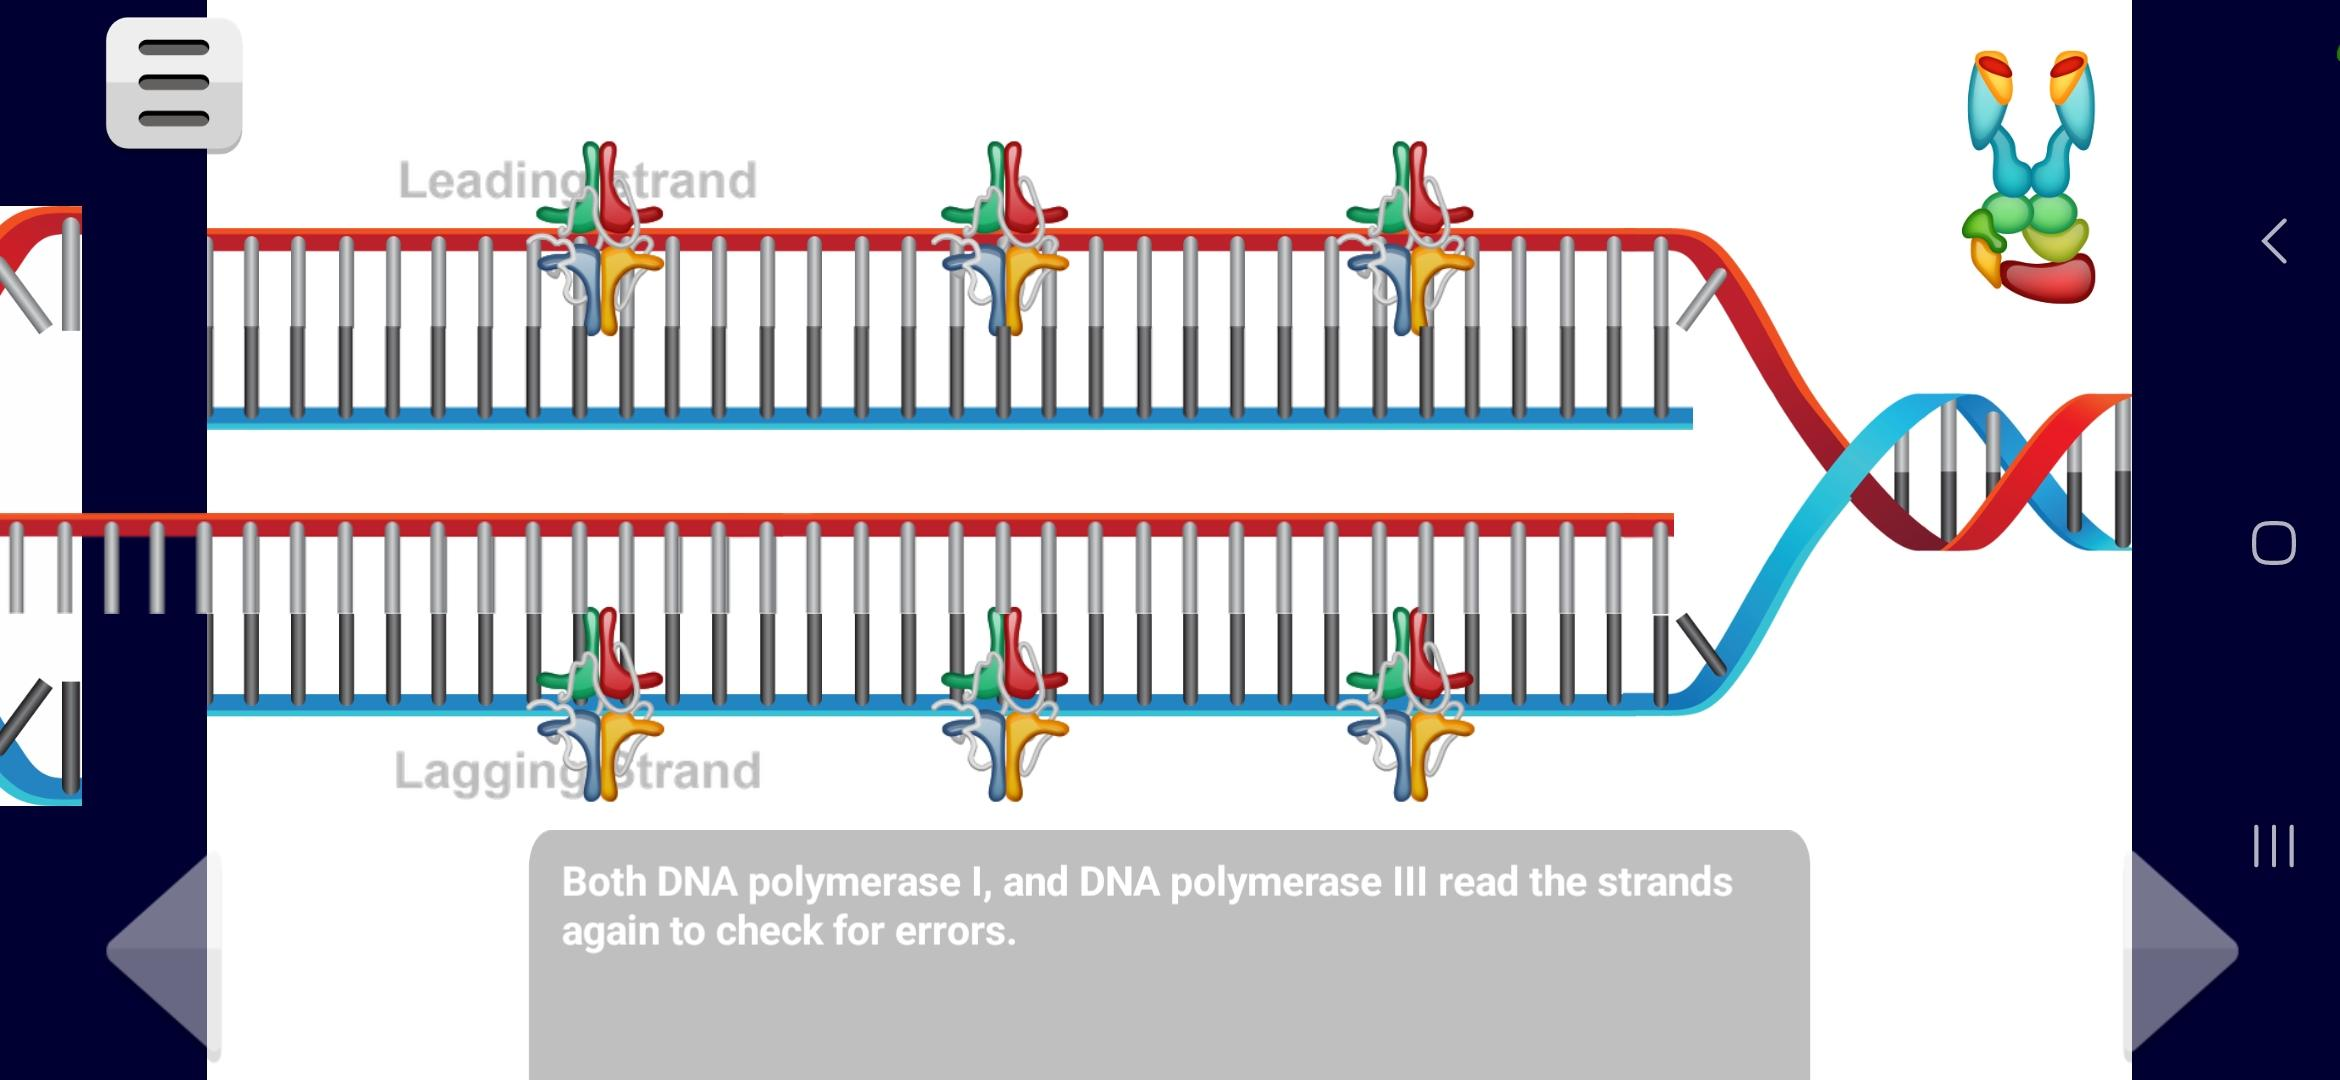 Leading strand
Lagging strand
Both DNA polymerase I, and DNA polymerase III read the strands
again to check for errors.